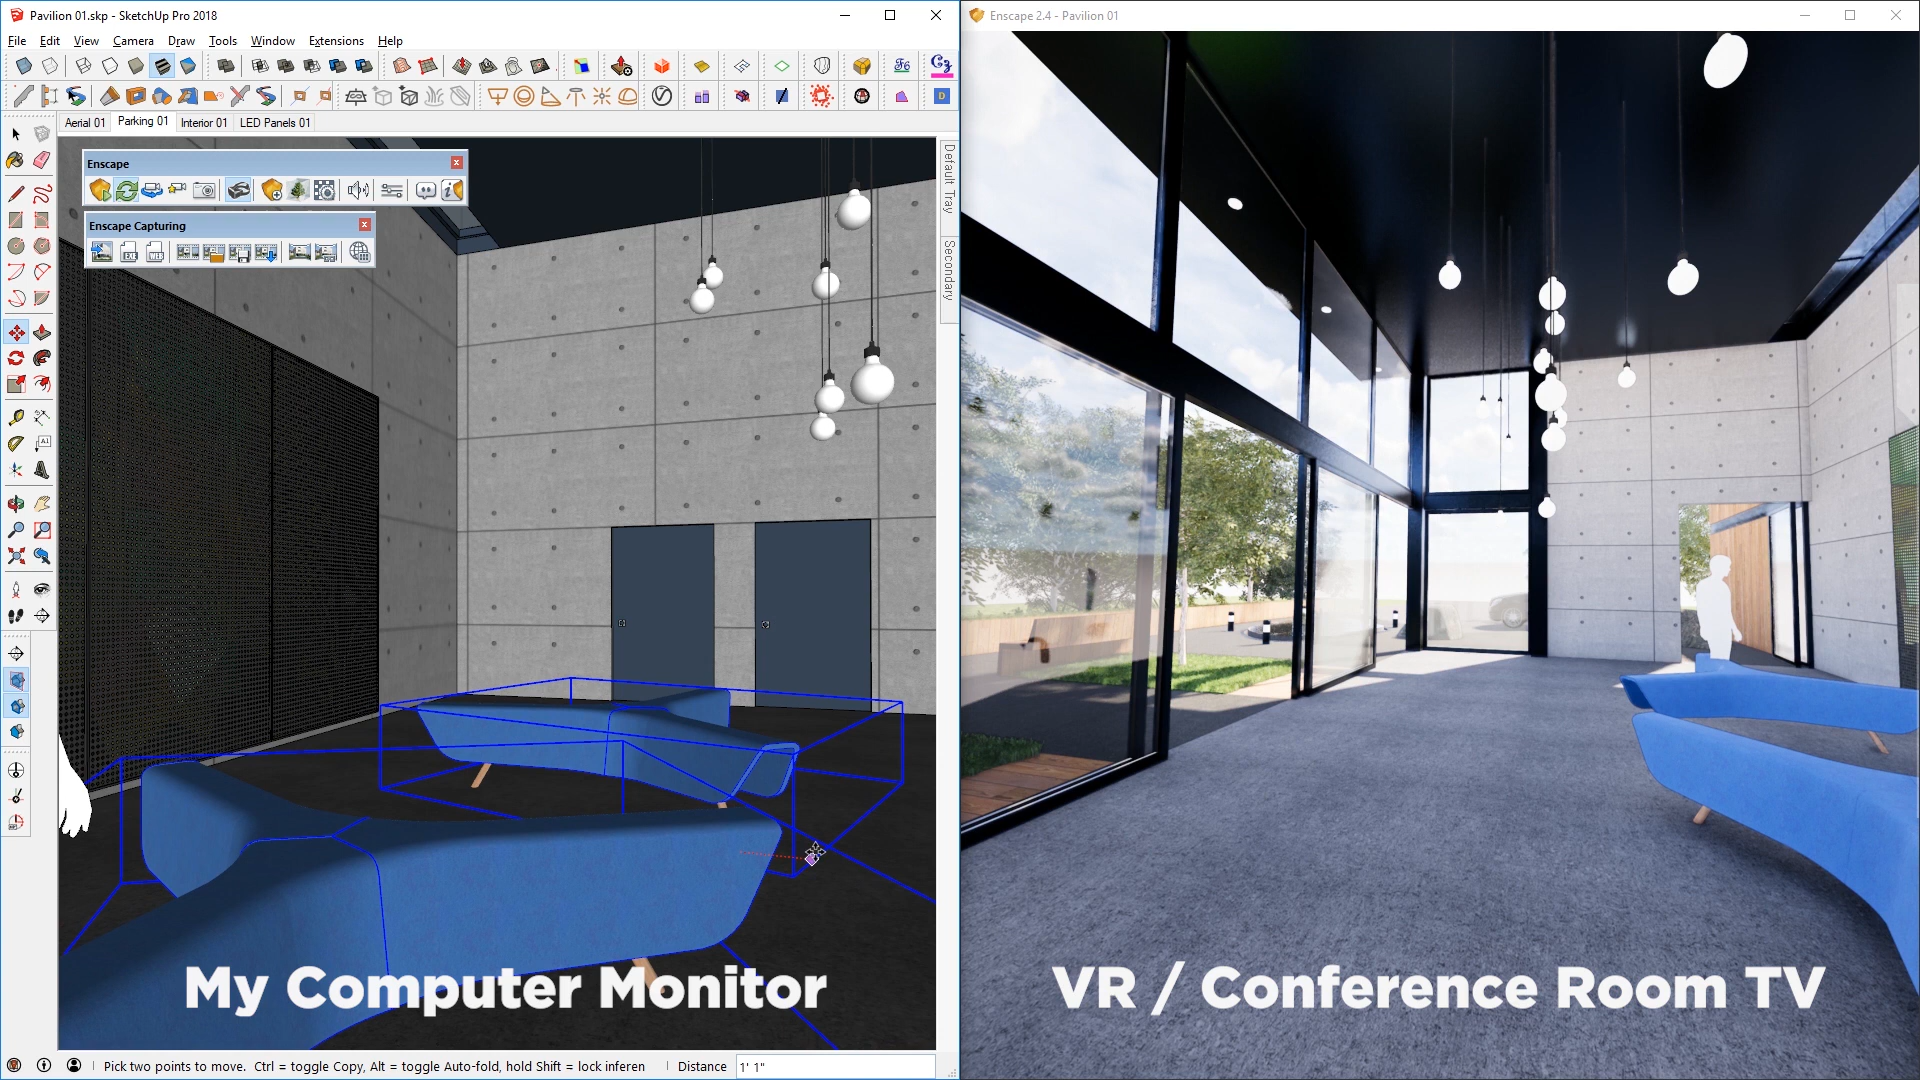 Pavilion 01.skp - SketchUp Pro 2018
File Edit View Camera Draw Tools Window Extensions Help
Aerial 01 Parking 01 Interior 01 LED Panels 01
Enscape
Enscape Capturing
EXE WEB
A1
Default Tray
Secondary
My Computer Monitor
Pick two points to move. Ctrl = toggle Copy, Alt = toggle Auto-fold, hold Shift = lock inferen
Distance 1' 1"
Enscape 2.4 - Pavilion 01
VR / Conference Room TV